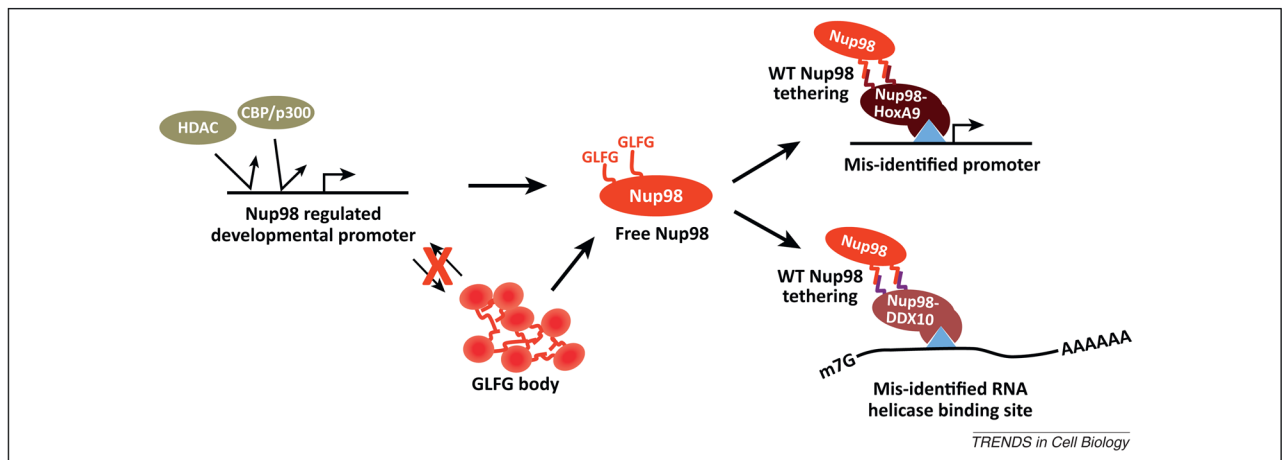 HDAC
CBP/p300
Nup98 regulated
developmental promoter
GLFG
GLFG
Nup98
Free Nup98
GLFG body
Nup98
WT Nup98
tethering
Nup98-
HoxA9
Mis-identified promoter
Nup98
WT Nup98
tethering
Nup98-
DDX10
m7G
AAAAAA
Mis-identified RNA
helicase binding site
TRENDS in Cell Biology